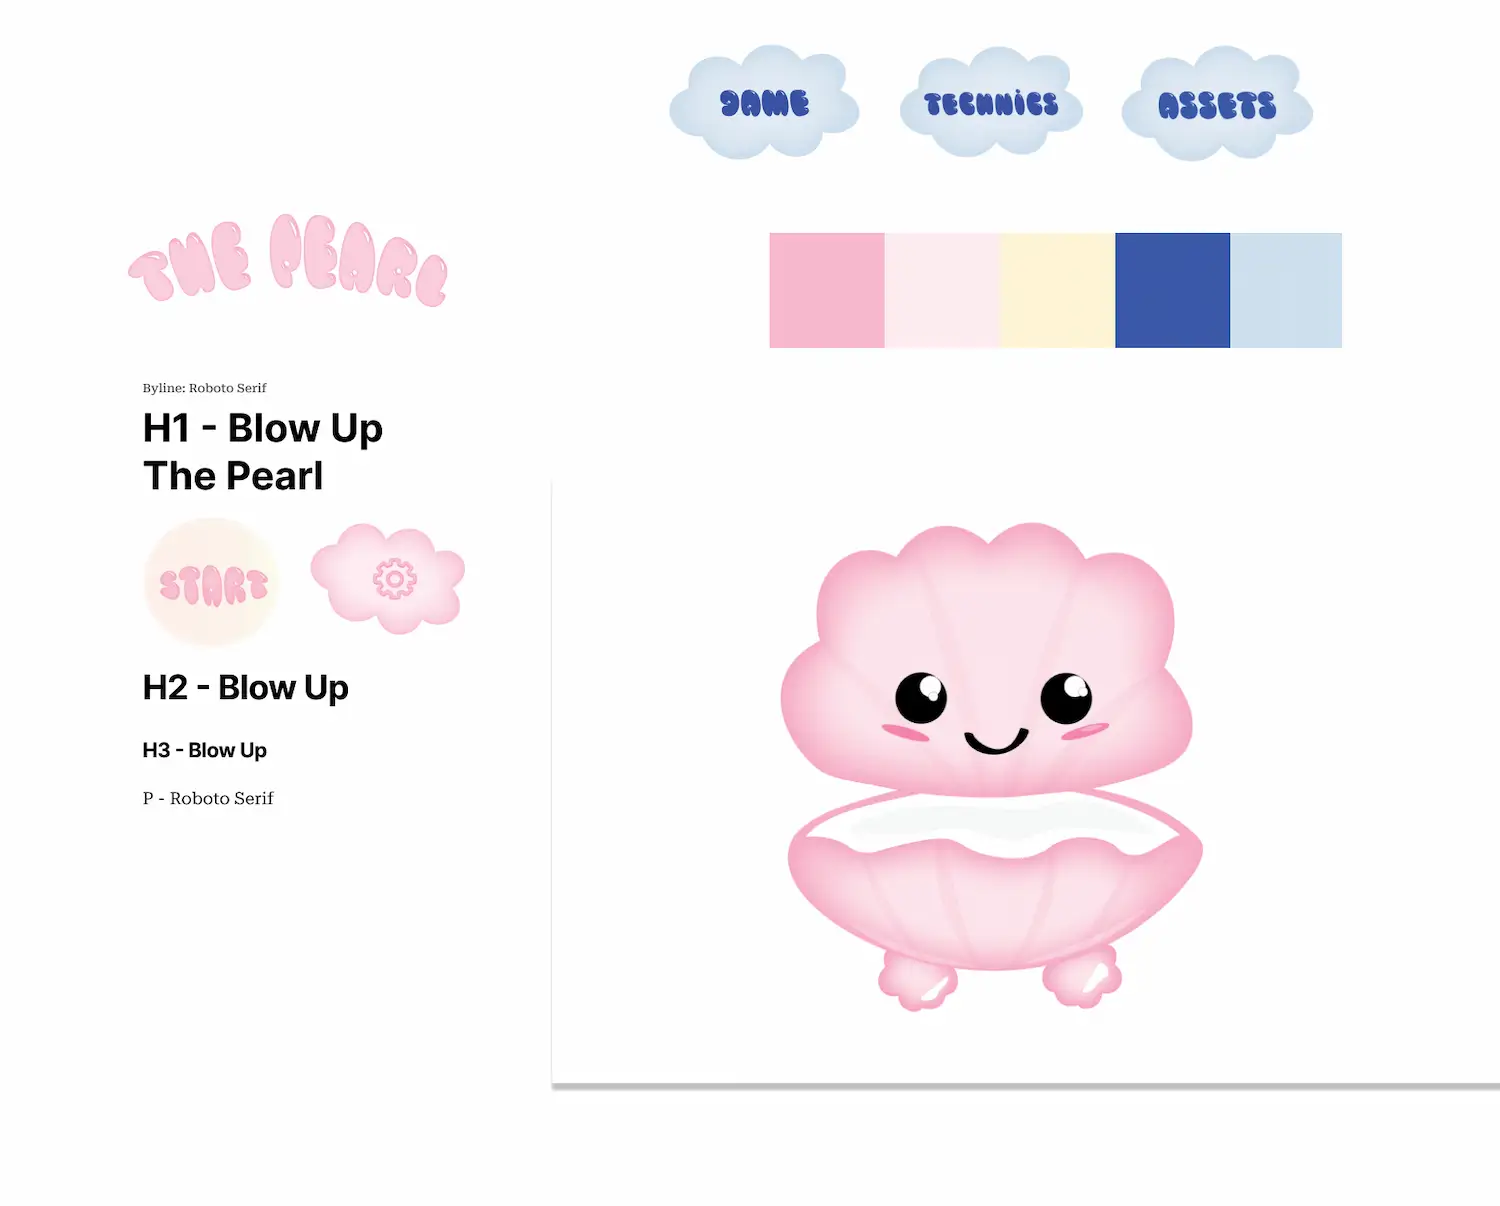 GAME
TECHNiCS
ASSETS
THE PEARL
Byline: Roboto Serif
H1 - Blow Up
The Pearl
START
H2 - Blow Up
H3 - Blow Up
P - Roboto Serif